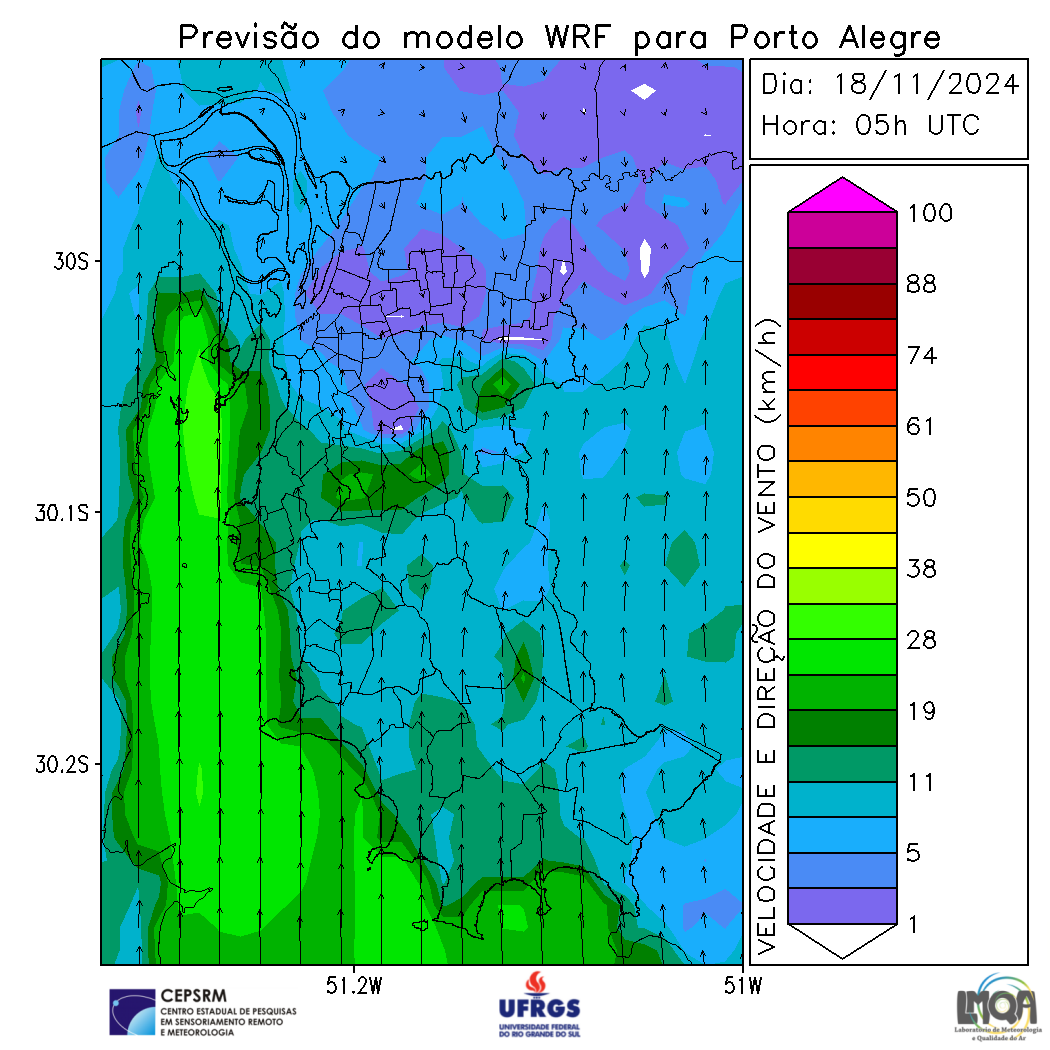 Previsão do modelo WRF para Porto Alegre
Dia: 18/11/2024
Hora: 05h UTC
30S
30.1S
30.2S
51.2W
51W
VELOCIDADE E DIREÇÃO DO VENTO (km/h)
100
88
74
61
50
38
28
19
11
5
1
CEPSRM
CENTRO ESTADUAL DE PESQUISAS
EM SENSORIAMENTO REMOTO
E METEOROLOGIA
UFRGS
UNIVERSIDADE FEDERAL
DO RIO GRANDE DO SUL
LMQA
Laboratório de Meteorologia
e Qualidade do Ar